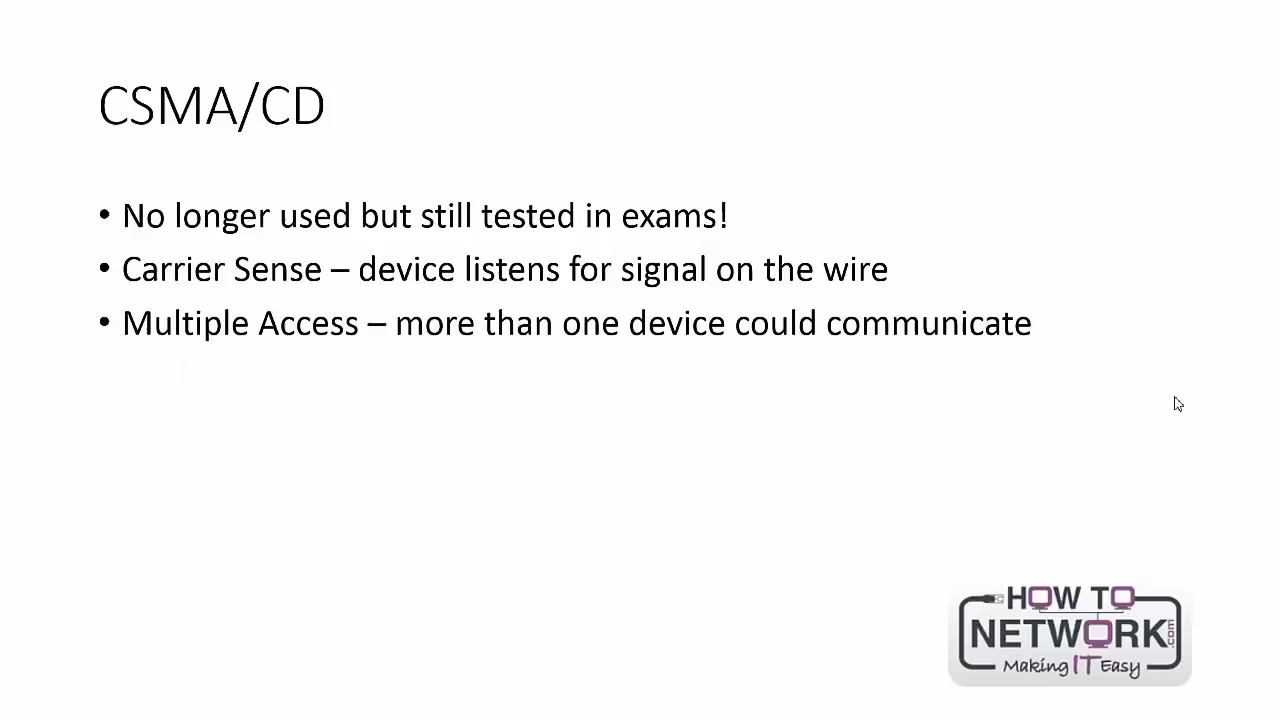 CSMA/CD
• No longer used but still tested in exams!
• Carrier Sense – device listens for signal on the wire
• Multiple Access – more than one device could communicate
HOW TO
NETWORK.com
Making IT Easy